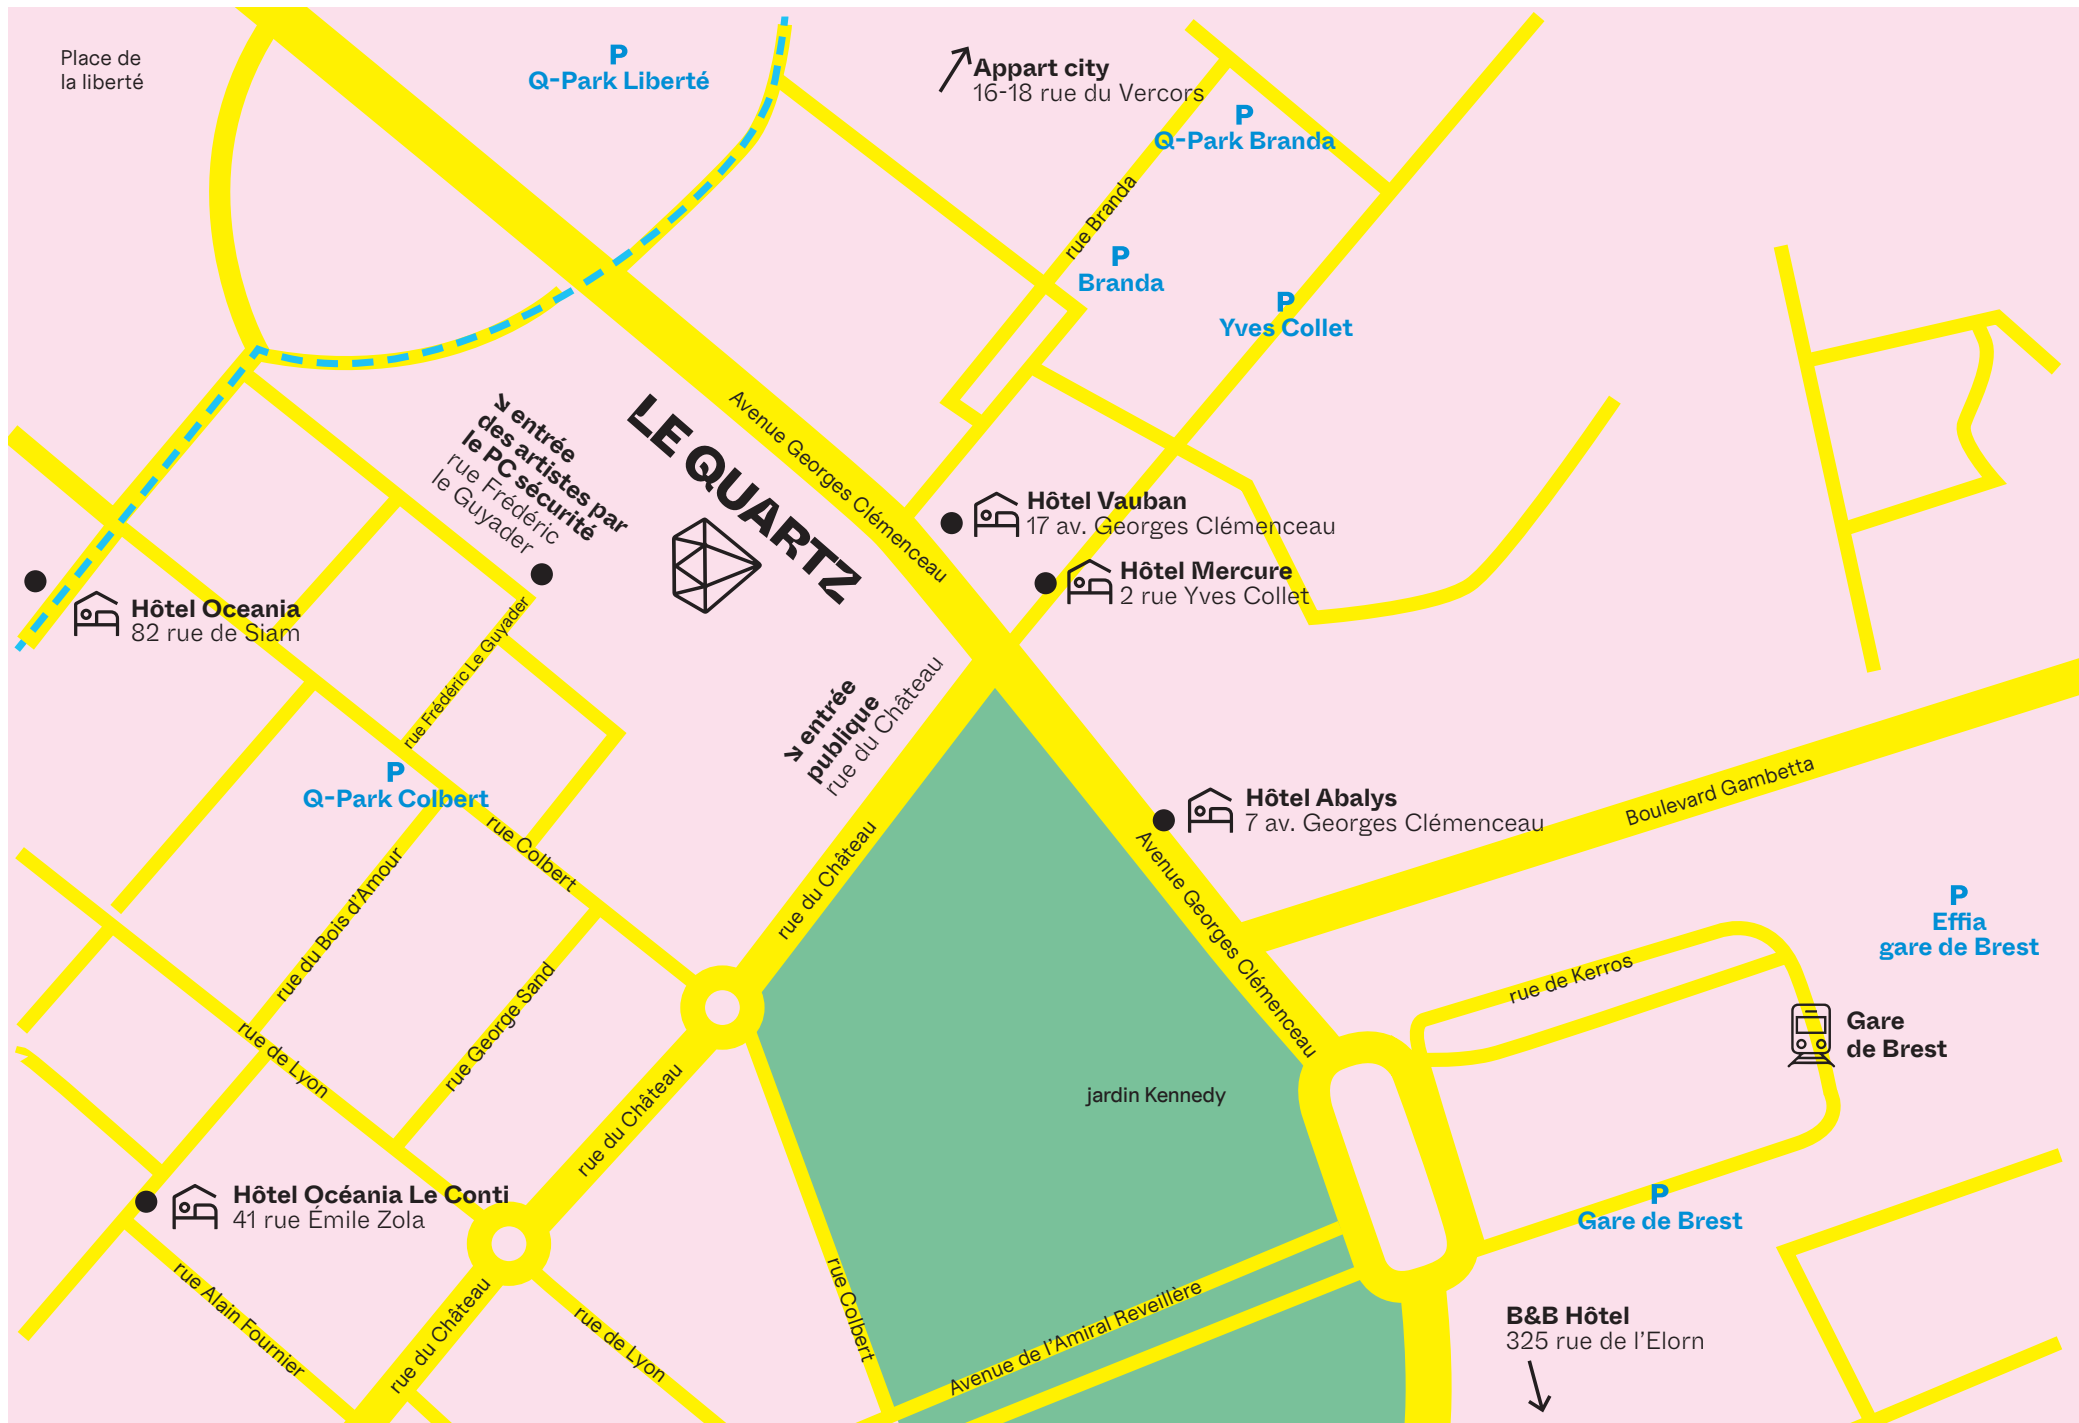 Place de
la liberté
P
Q-Park Liberté
Appart city
16-18 rue du Vercors
P
Q-Park Branda
rue Branda
P
Branda
P
Yves Collet
entrée
des artistes par
le PC sécurité
rue Frédéric
le Guyader
LE QUARTZ
Avenue Georges Clémenceau
Hôtel Vauban
17 av. Georges Clémenceau
Hôtel Mercure
2 rue Yves Collet
Hôtel Oceania
82 rue de Siam
rue Frédéric Le Guyader
entrée
publique
rue du Château
P
Q-Park Colbert
rue Colbert
rue du Château
Hôtel Abalys
7 av. Georges Clémenceau
Boulevard Gambetta
Avenue Georges Clémenceau
P
Effia
gare de Brest
rue du Bois d'Amour
rue George Sand
rue de Kerros
Gare
de Brest
rue de Lyon
rue du Château
jardin Kennedy
Hôtel Océania Le Conti
41 rue Émile Zola
P
Gare de Brest
rue Alain Fournier
rue du Château
rue de Lyon
rue Colbert
Avenue de l'Amiral Reveillère
B&B Hôtel
325 rue de l'Elorn